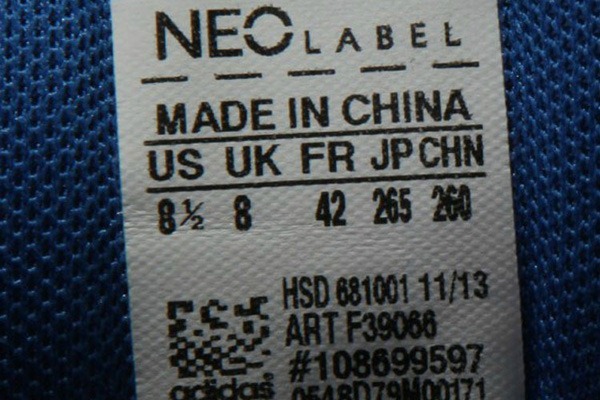 NEO LABEL
MADE IN CHINA
US UK FR JP CHN
8½ 8 42 265 260
HSD 681001 11/13
ART F39066
#108699597
adidas® 0548D79M00171